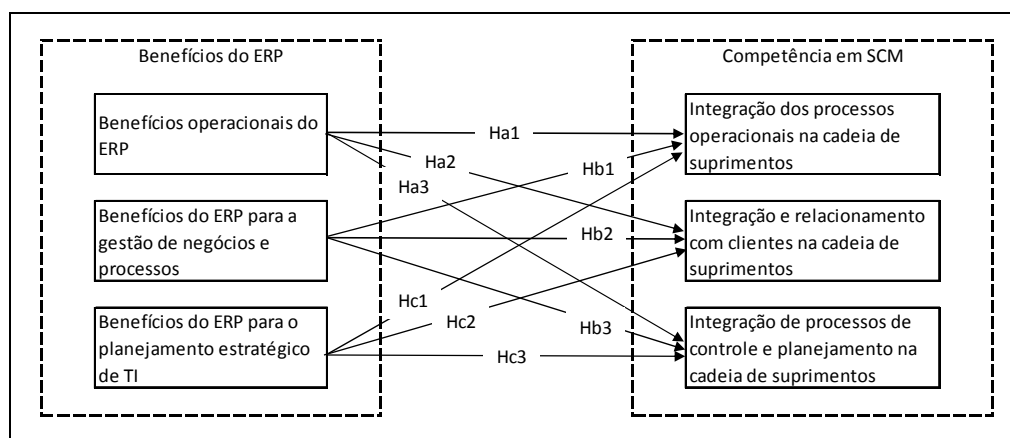 Benefícios do ERP
Benefícios operacionais do
ERP
Benefícios do ERP para a
gestão de negócios e
processos
Benefícios do ERP para o
planejamento estratégico
de TI
Ha1
Ha2
Ha3
Hb1
Hb2
Hc1
Hc2
Hb3
Hc3
Competência em SCM
Integração dos processos
operacionais na cadeia de
suprimentos
Integração e relacionamento
com clientes na cadeia de
suprimentos
Integração de processos de
controle e planejamento na
cadeia de suprimentos